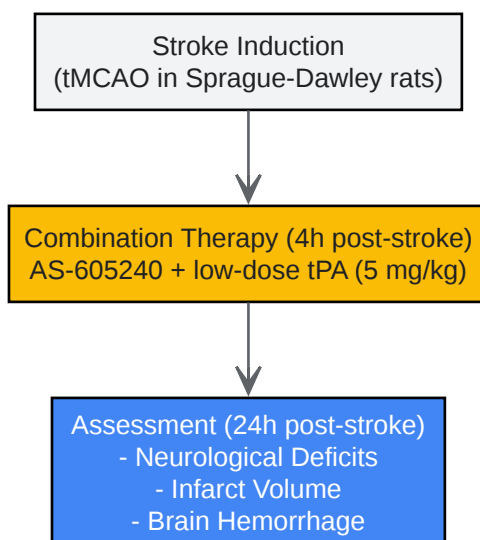 Stroke Induction
(tMCAO in Sprague-Dawley rats)
Combination Therapy (4h post-stroke)
AS-605240 + low-dose tPA (5 mg/kg)
Assessment (24h post-stroke)
- Neurological Deficits
- Infarct Volume
- Brain Hemorrhage